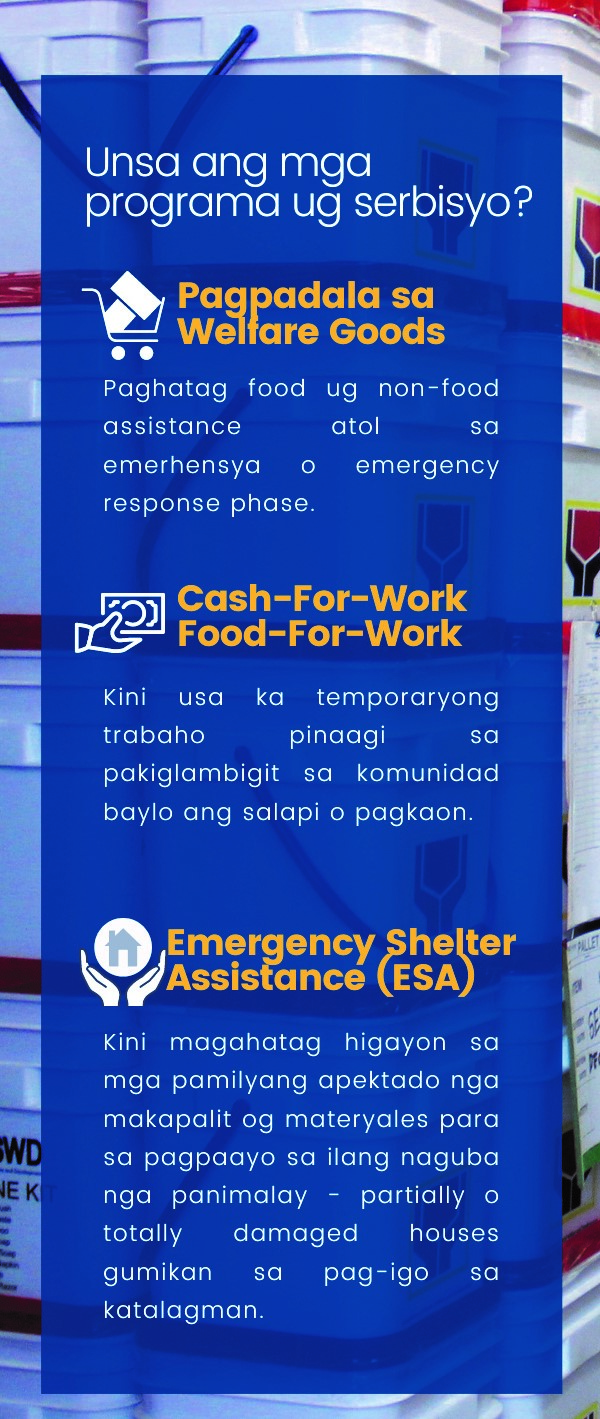 Unsa ang mga
programa ug serbisyo?
Pagpadala sa
Welfare Goods
Paghatag food ug non-food
assistance atol sa
emerhensya o emergency
response phase.
Cash-For-Work
Food-For-Work
Kini usa ka temporaryong
trabaho pinaagi sa
pakiglambigit sa komunidad
baylo ang salapi o pagkaon.
Emergency Shelter
Assistance (ESA)
Kini magahatag higayon sa
mga pamilyang apektado nga
makapalit og materyales para
sa pagpaayo sa ilang naguba
nga panimalay - partially o
totally damaged houses
gumikan sa pag-igo sa
katalagman.
PALLET